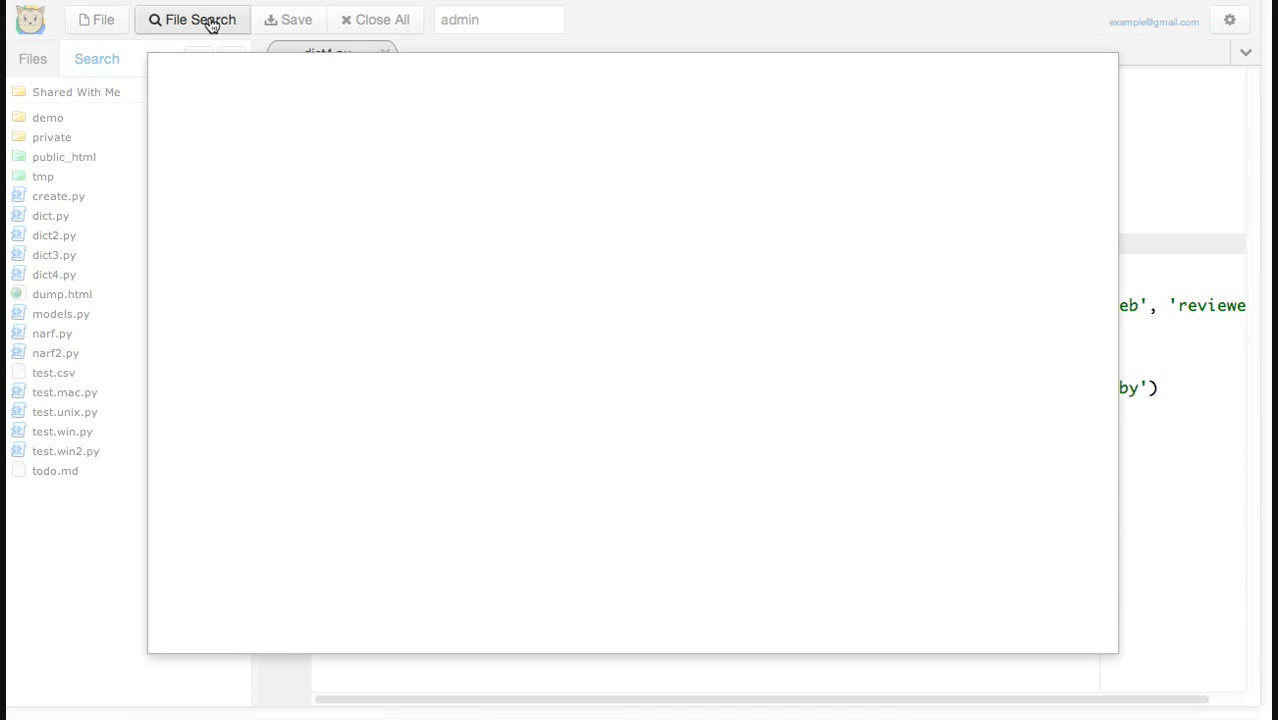 File File Search Save Close All admin example@gmail.com
Files Search
Shared With Me
demo
private
public_html
tmp
create.py
dict.py
dict2.py
dict3.py
dict4.py
dump.html
models.py
narf.py
narf2.py
test.csv
test.mac.py
test.unix.py
test.win.py
test.win2.py
todo.md
dict4.py
eb', 'reviewe
by')